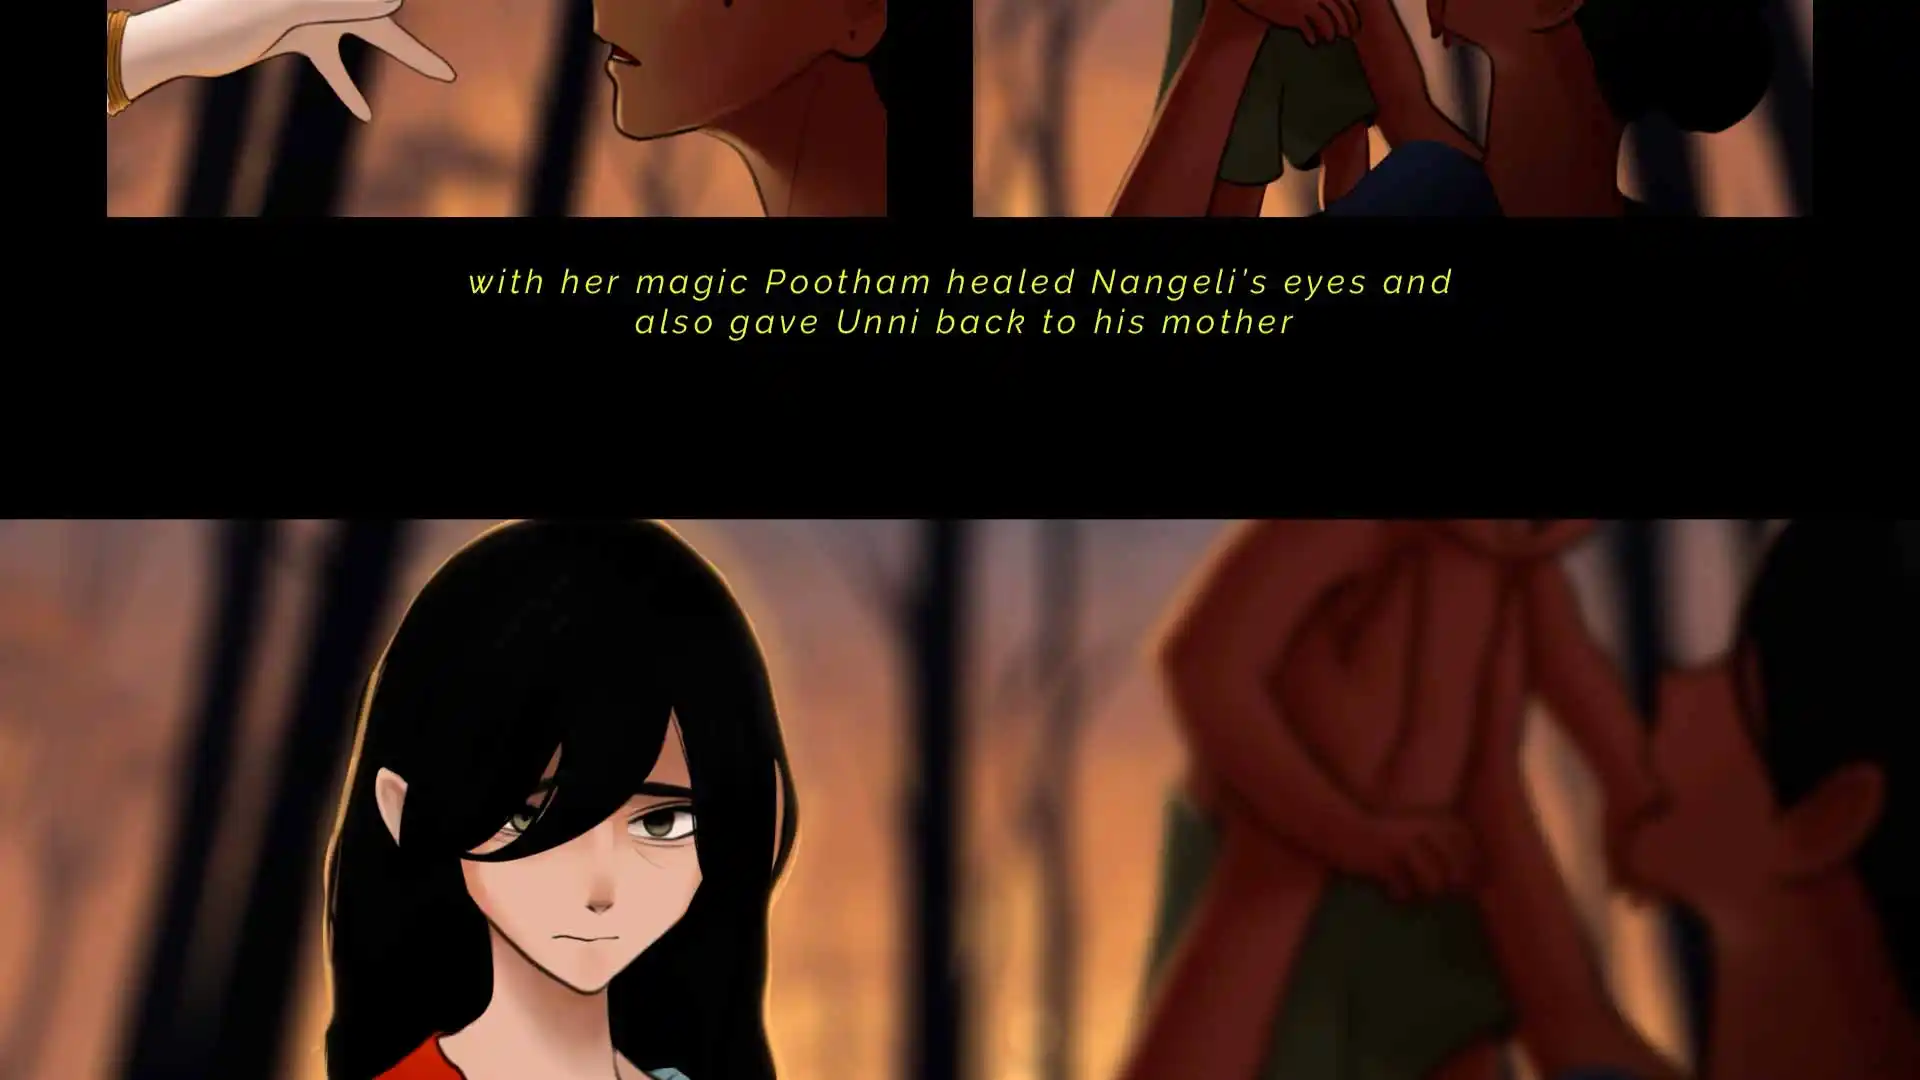 with her magic Pootham healed Nangeli's eyes and
also gave Unni back to his mother